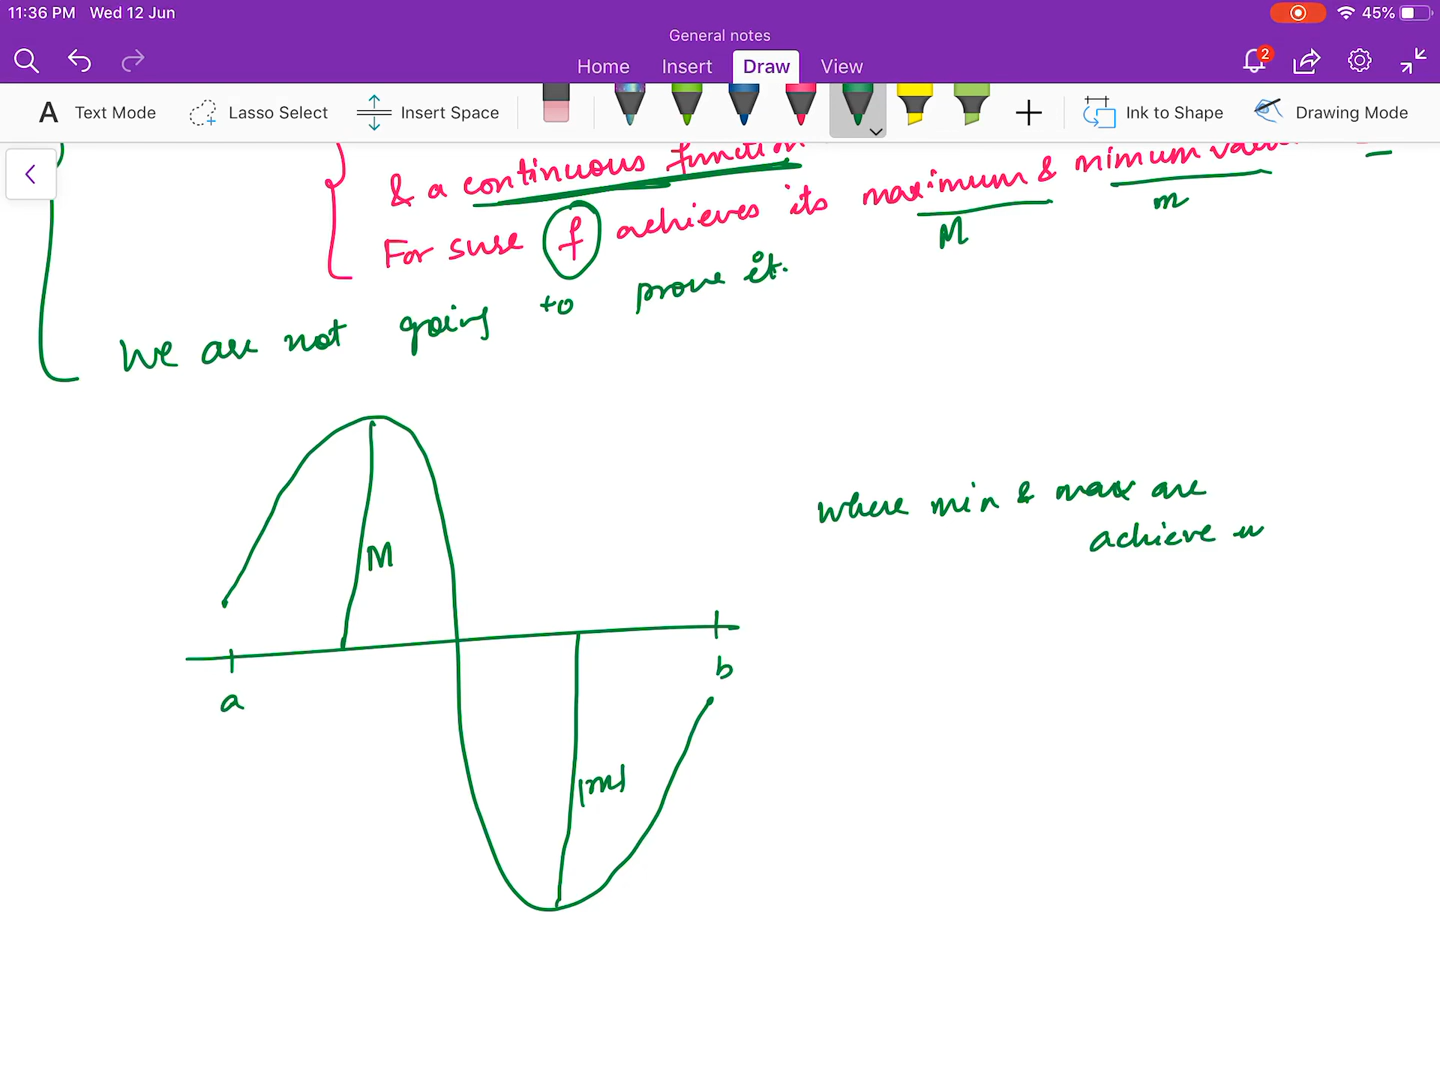 11:36 PM Wed 12 Jun
45%
General notes
Home Insert Draw View
2
A Text Mode Lasso Select Insert Space Ink to Shape Drawing Mode
& a continuous function
maximum & minimum
For suse f achieves its
M
m
We are not going to prove it.
where min & max are
achieve
M
a
b
|m|